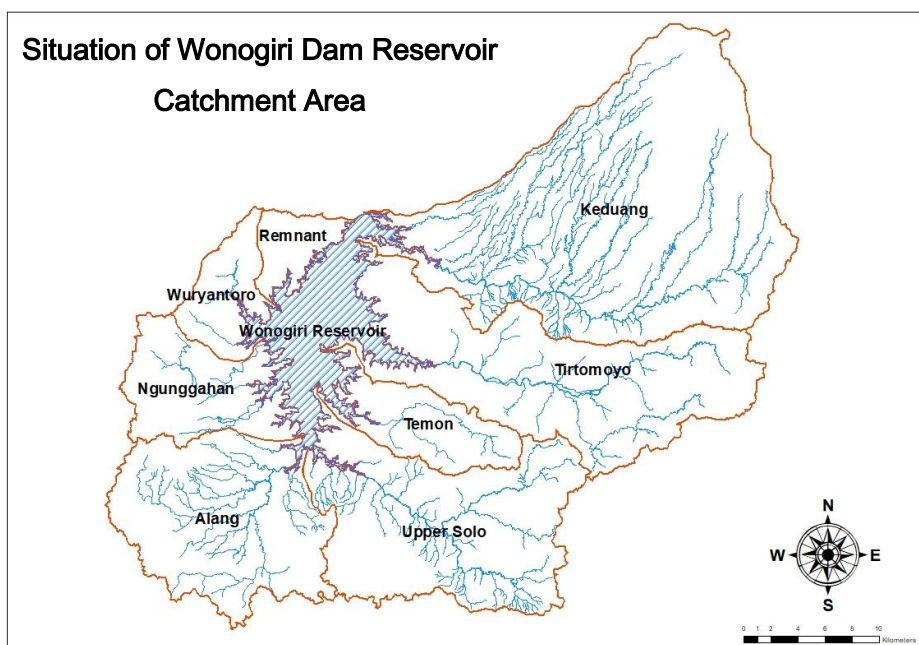 Situation of Wonogiri Dam Reservoir
Catchment Area
Keduang
Remnant
Wuryantoro
Wonogiri Reservoir
Tirtomoyo
Ngunggahan
Temon
Alang
Upper Solo
N
W E
S
0 1 2 4 6 8 10
Kilometers